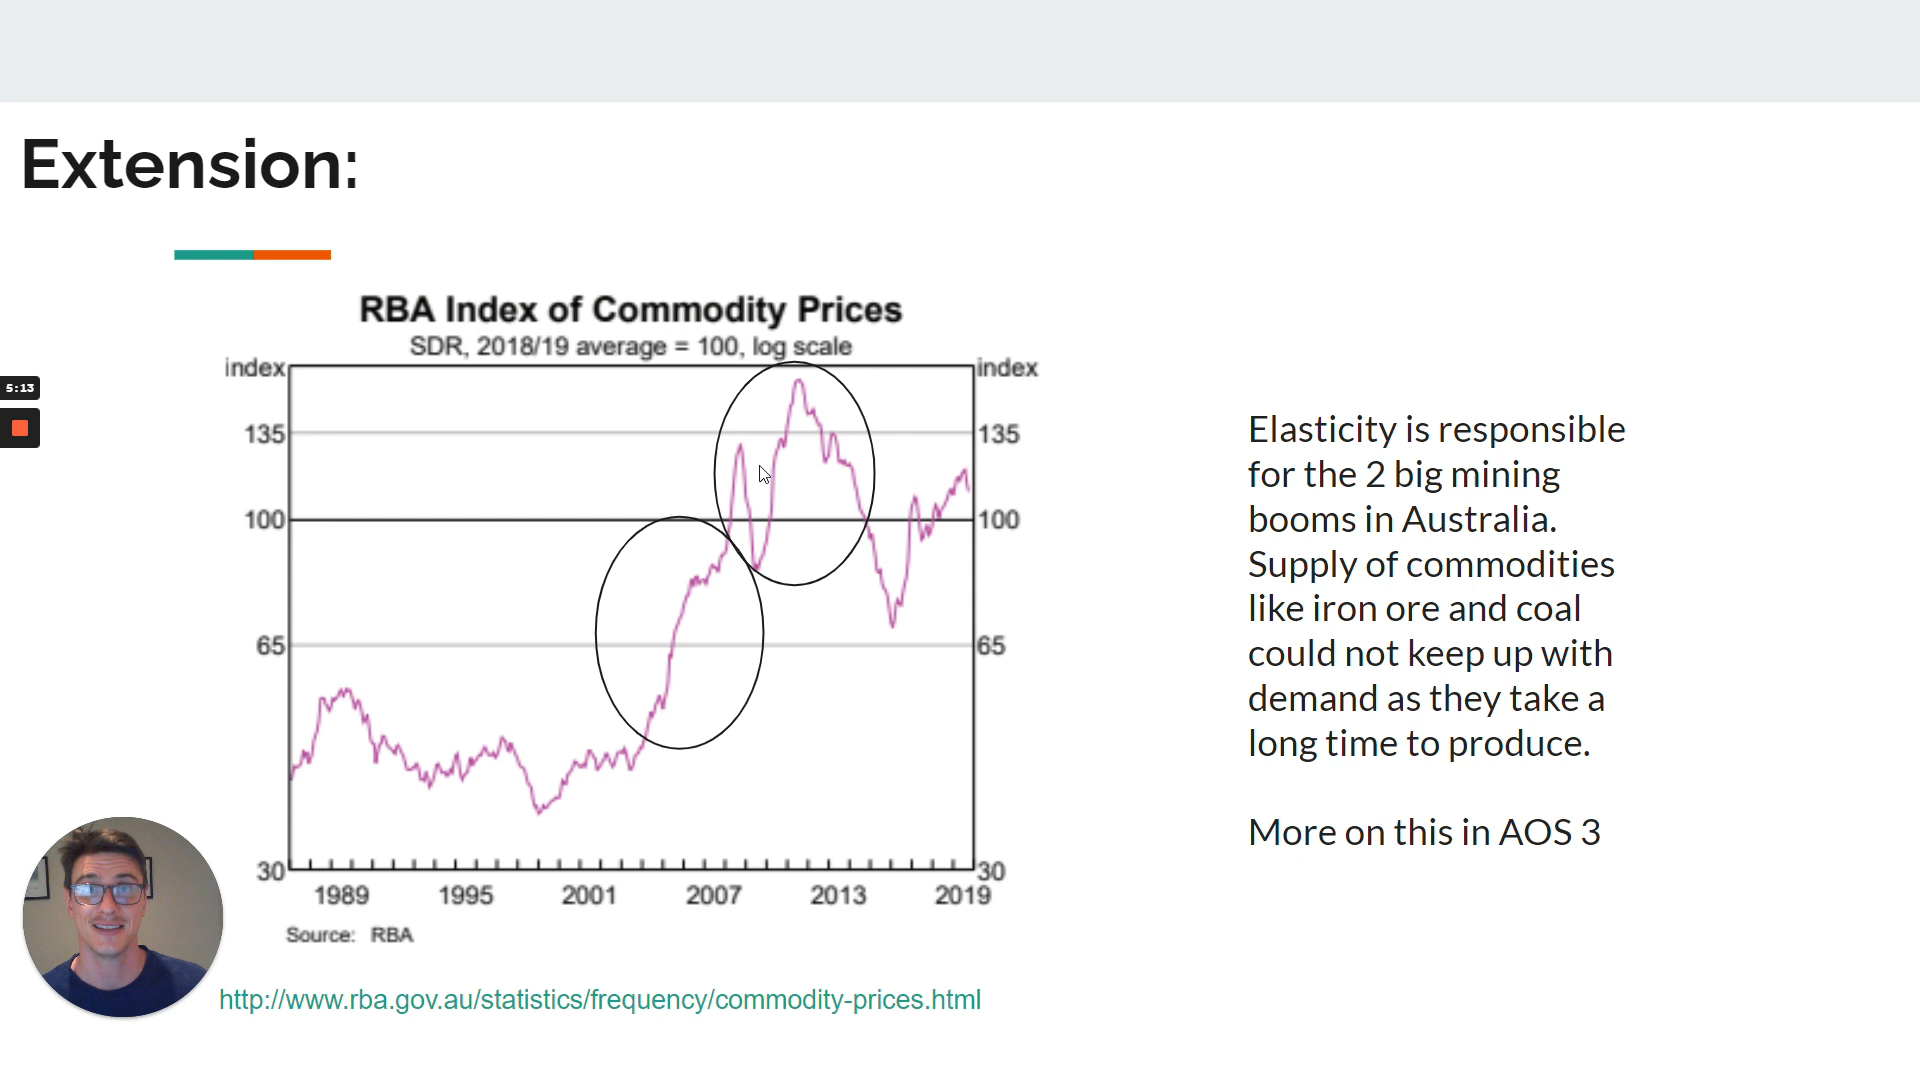 Extension:
RBA Index of Commodity Prices
SDR, 2018/19 average = 100, log scale
index
index
135
135
100
100
65
65
30
30
1989
1995
2001
2007
2013
2019
Source: RBA
http://www.rba.gov.au/statistics/frequency/commodity-prices.html
5:13
Elasticity is responsible
for the 2 big mining
booms in Australia.
Supply of commodities
like iron ore and coal
could not keep up with
demand as they take a
long time to produce.
More on this in AOS 3